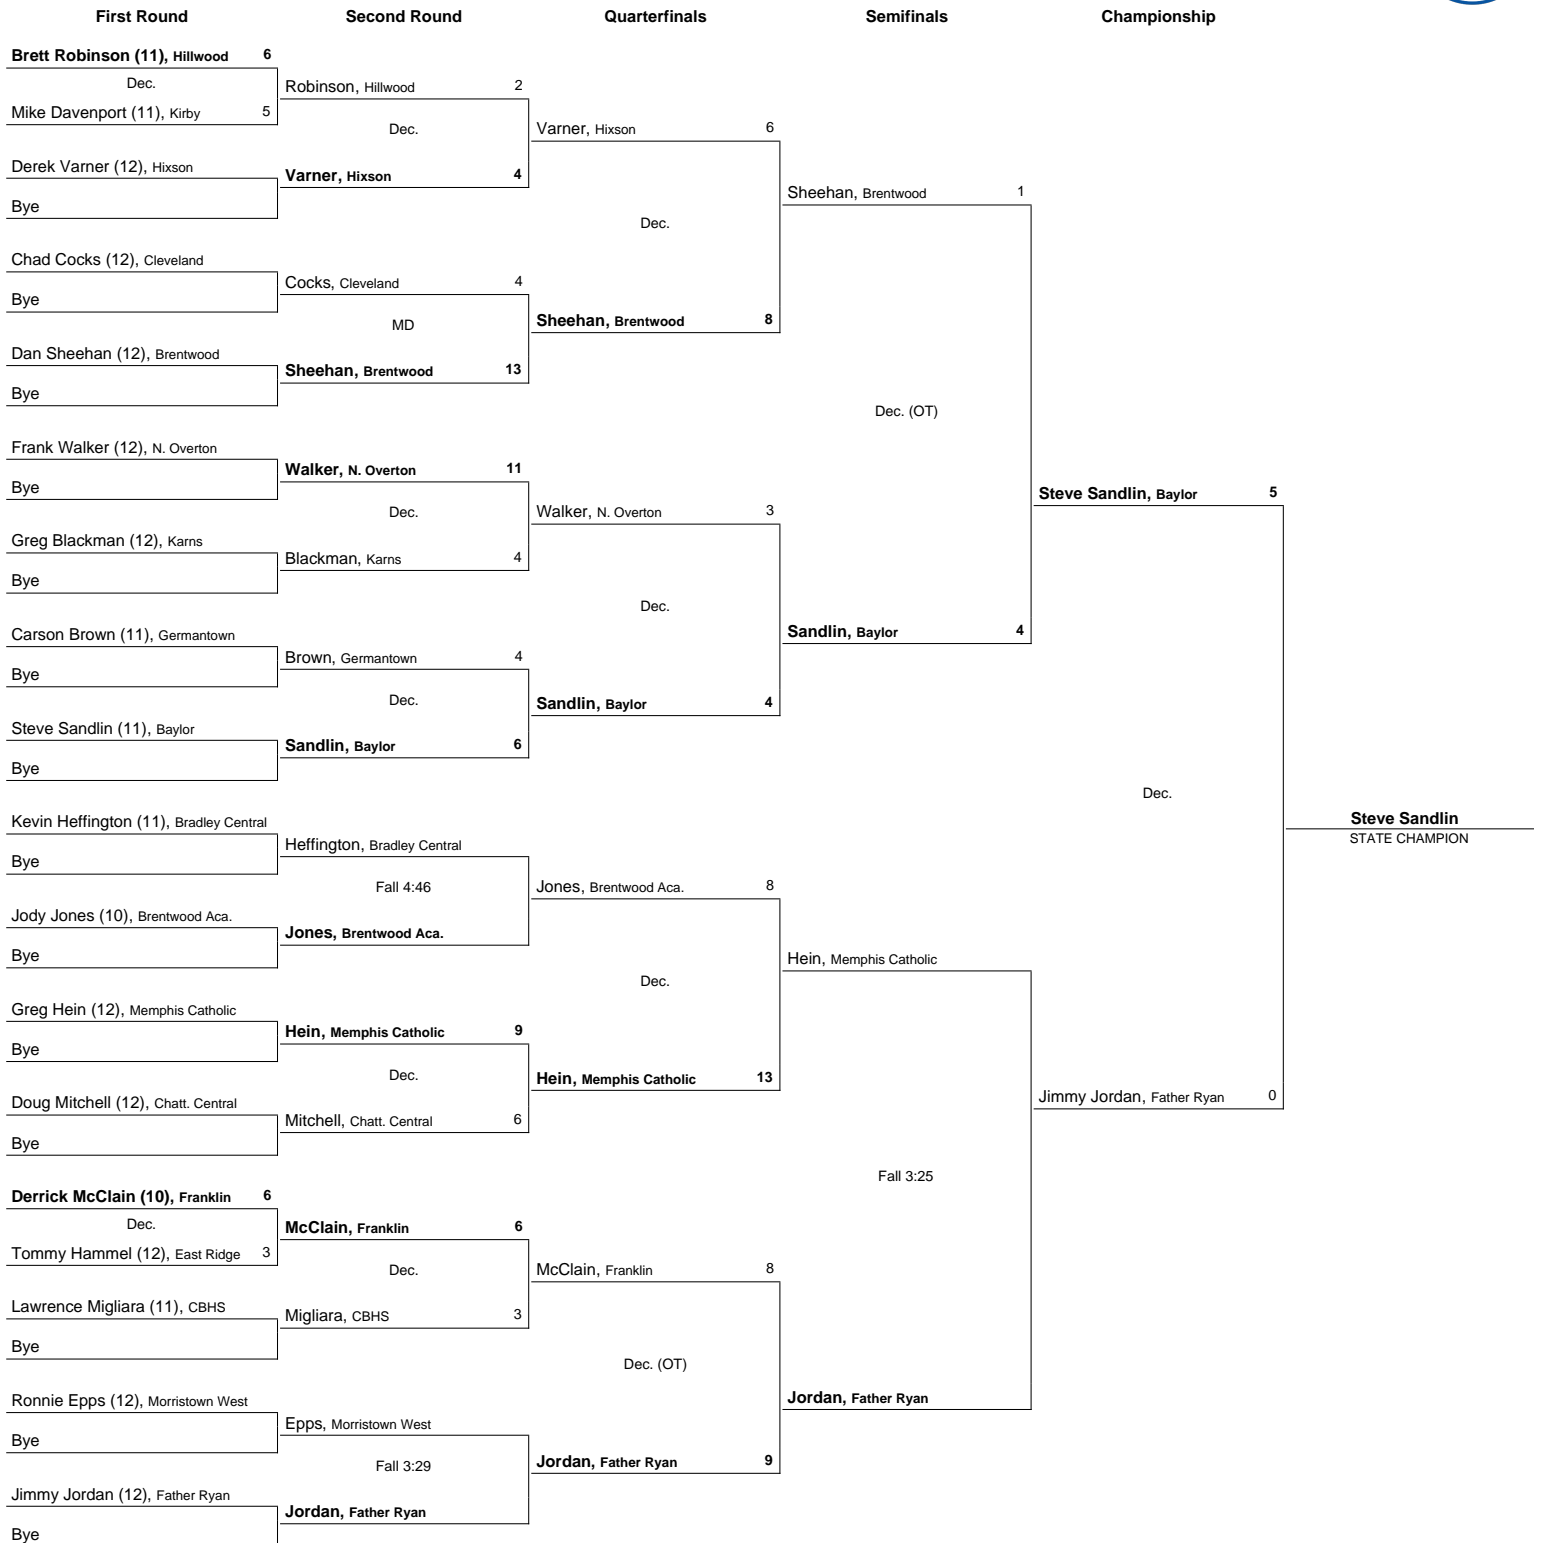 First Round Second Round Quarterfinals Semifinals Championship
Brett Robinson (11), Hillwood 6
Dec.
Mike Davenport (11), Kirby 5
Derek Varner (12), Hixson
Bye
Chad Cocks (12), Cleveland
Bye
Dan Sheehan (12), Brentwood
Bye
Frank Walker (12), N. Overton
Bye
Greg Blackman (12), Karns
Bye
Carson Brown (11), Germantown
Bye
Steve Sandlin (11), Baylor
Bye
Kevin Heffington (11), Bradley Central
Bye
Jody Jones (10), Brentwood Aca.
Bye
Greg Hein (12), Memphis Catholic
Bye
Doug Mitchell (12), Chatt. Central
Bye
Derrick McClain (10), Franklin 6
Dec.
Tommy Hammel (12), East Ridge 3
Lawrence Migliara (11), CBHS
Bye
Ronnie Epps (12), Morristown West
Bye
Jimmy Jordan (12), Father Ryan
Bye
Robinson, Hillwood 2
Dec.
Varner, Hixson 4
Cocks, Cleveland 4
MD
Sheehan, Brentwood 13
Walker, N. Overton 11
Dec.
Blackman, Karns 4
Brown, Germantown 4
Dec.
Sandlin, Baylor 6
Heffington, Bradley Central
Fall 4:46
Jones, Brentwood Aca.
Hein, Memphis Catholic 9
Dec.
Mitchell, Chatt. Central 6
McClain, Franklin 6
Dec.
Migliara, CBHS 3
Epps, Morristown West
Fall 3:29
Jordan, Father Ryan
Varner, Hixson 6
Dec.
Sheehan, Brentwood 8
Walker, N. Overton 3
Dec.
Sandlin, Baylor 4
Jones, Brentwood Aca. 8
Dec.
Hein, Memphis Catholic 13
McClain, Franklin 8
Dec. (OT)
Jordan, Father Ryan 9
Sheehan, Brentwood 1
Dec. (OT)
Sandlin, Baylor 4
Hein, Memphis Catholic
Fall 3:25
Jordan, Father Ryan
Steve Sandlin, Baylor 5
Dec.
Jimmy Jordan, Father Ryan 0
Steve Sandlin
STATE CHAMPION